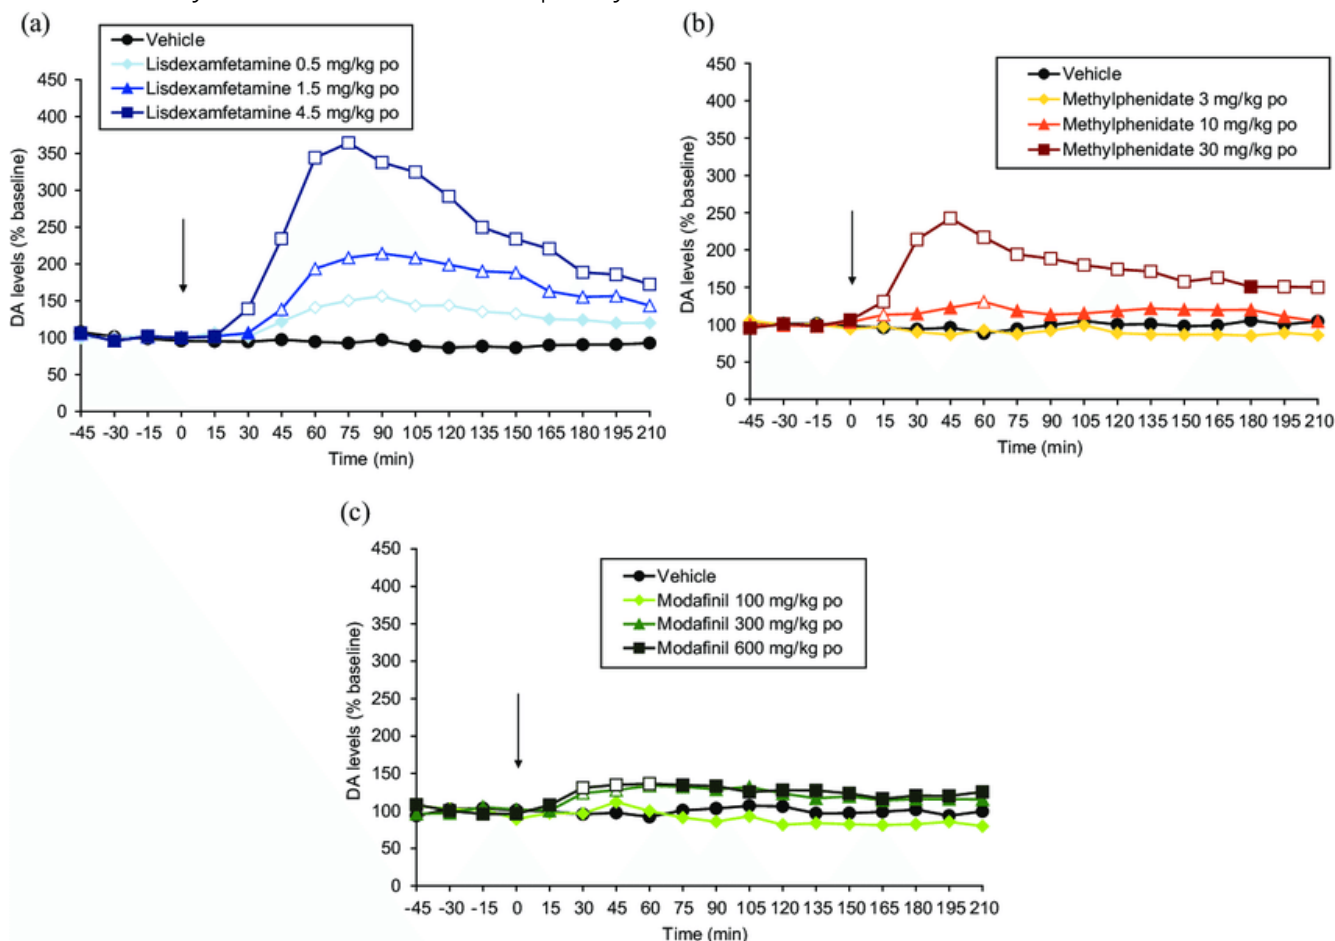 (a)
Vehicle
Lisdexamfetamine 0.5 mg/kg po
Lisdexamfetamine 1.5 mg/kg po
Lisdexamfetamine 4.5 mg/kg po
DA levels (% baseline)
450
400
350
300
250
200
150
100
50
0
-45 -30 -15 0 15 30 45 60 75 90 105 120 135 150 165 180 195 210
Time (min)
(b)
Vehicle
Methylphenidate 3 mg/kg po
Methylphenidate 10 mg/kg po
Methylphenidate 30 mg/kg po
DA levels (% baseline)
450
400
350
300
250
200
150
100
50
0
-45 -30 -15 0 15 30 45 60 75 90 105 120 135 150 165 180 195 210
Time (min)
(c)
Vehicle
Modafinil 100 mg/kg po
Modafinil 300 mg/kg po
Modafinil 600 mg/kg po
DA levels (% baseline)
450
400
350
300
250
200
150
100
50
0
-45 -30 -15 0 15 30 45 60 75 90 105 120 135 150 165 180 195 210
Time (min)